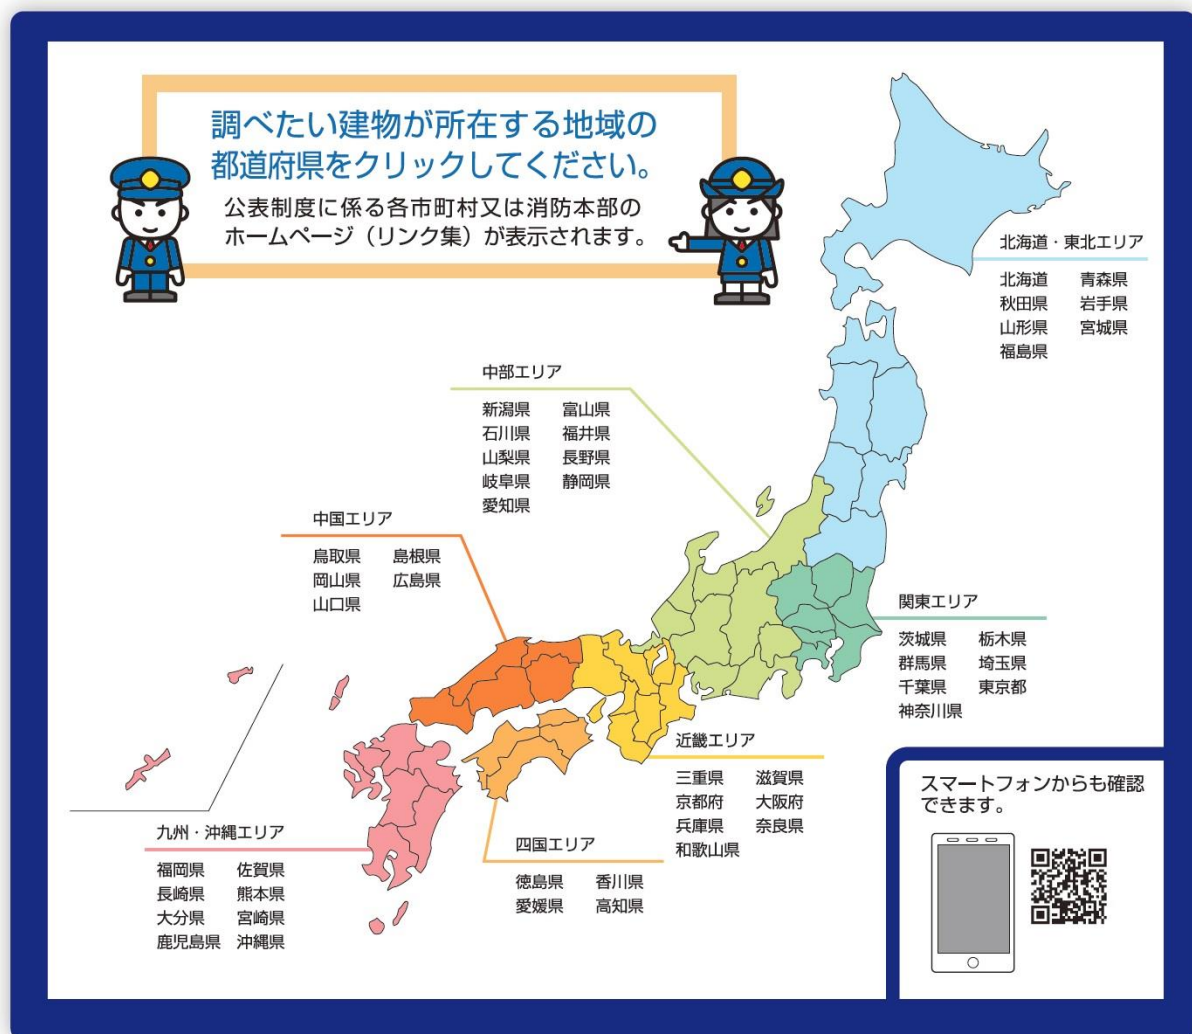 調べたい建物が所在する地域の
都道府県をクリックしてください。
公表制度に係る各市町村又は消防本部の
ホームページ（リンク集）が表示されます。
北海道・東北エリア
北海道　青森県
秋田県　岩手県
山形県　宮城県
福島県
中部エリア
新潟県　富山県
石川県　福井県
山梨県　長野県
岐阜県　静岡県
愛知県
中国エリア
鳥取県　島根県
岡山県　広島県
山口県
関東エリア
茨城県　栃木県
群馬県　埼玉県
千葉県　東京都
神奈川県
近畿エリア
三重県　滋賀県
京都府　大阪府
兵庫県　奈良県
和歌山県
四国エリア
徳島県　香川県
愛媛県　高知県
九州・沖縄エリア
福岡県　佐賀県
長崎県　熊本県
大分県　宮崎県
鹿児島県　沖縄県
スマートフォンからも確認
できます。